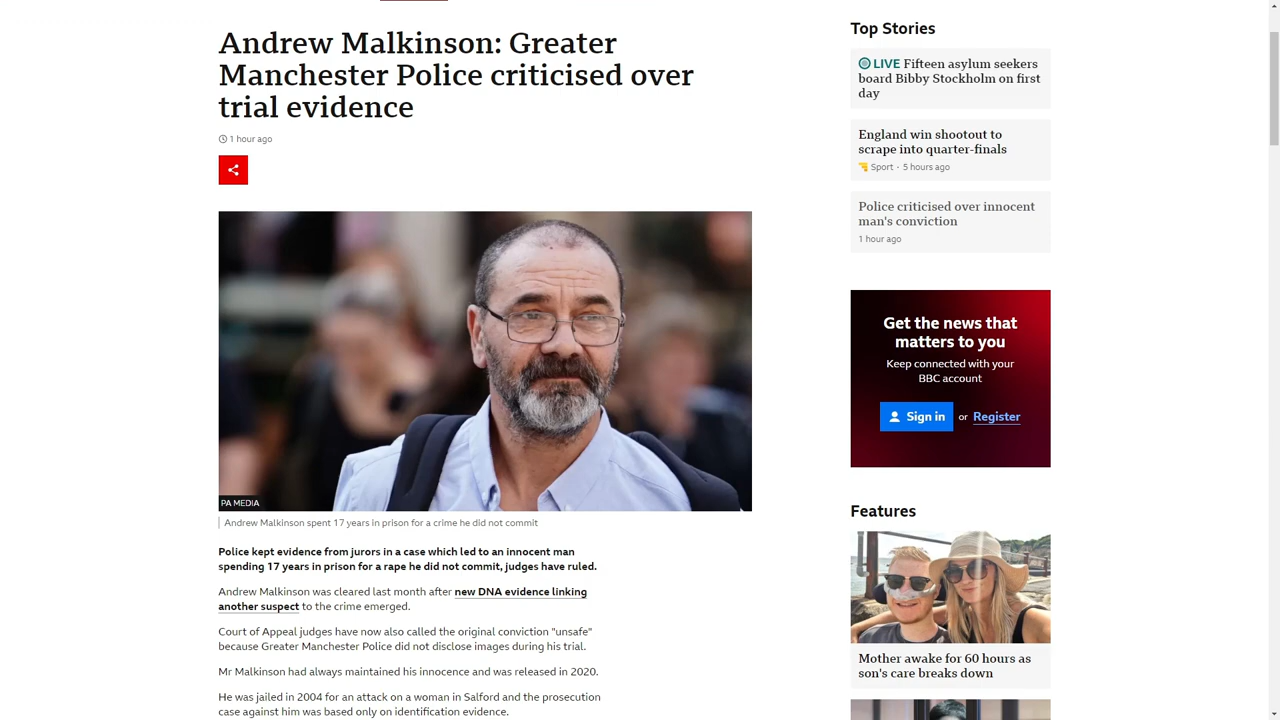 Andrew Malkinson: Greater
Manchester Police criticised over
trial evidence
1 hour ago
PA MEDIA
Andrew Malkinson spent 17 years in prison for a crime he did not commit
Police kept evidence from jurors in a case which led to an innocent man
spending 17 years in prison for a rape he did not commit, judges have ruled.
Andrew Malkinson was cleared last month after new DNA evidence linking
another suspect to the crime emerged.
Court of Appeal judges have now also called the original conviction "unsafe"
because Greater Manchester Police did not disclose images during his trial.
Mr Malkinson had always maintained his innocence and was released in 2020.
He was jailed in 2004 for an attack on a woman in Salford and the prosecution
case against him was based only on identification evidence.
Top Stories
LIVE Fifteen asylum seekers
board Bibby Stockholm on first
day
England win shootout to
scrape into quarter-finals
Sport · 5 hours ago
Police criticised over innocent
man's conviction
1 hour ago
Get the news that
matters to you
Keep connected with your
BBC account
Sign in or Register
Features
Mother awake for 60 hours as
son's care breaks down